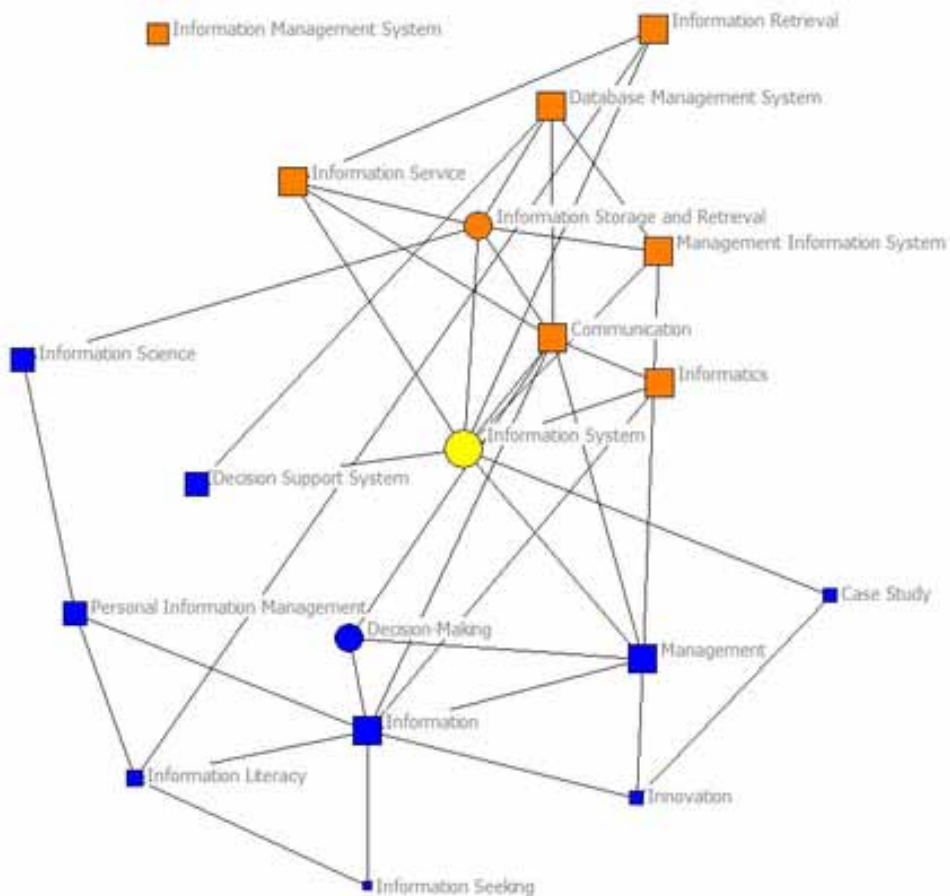 Information Retrieval
Information Management System
Database Management System
Information Service
Information Storage and Retrieval
Management Information System
Communication
Information Science
Informatics
Information System
Decision Support System
Case Study
Personal Information Management
Decision Making
Management
Information
Information Literacy
Innovation
Information Seeking